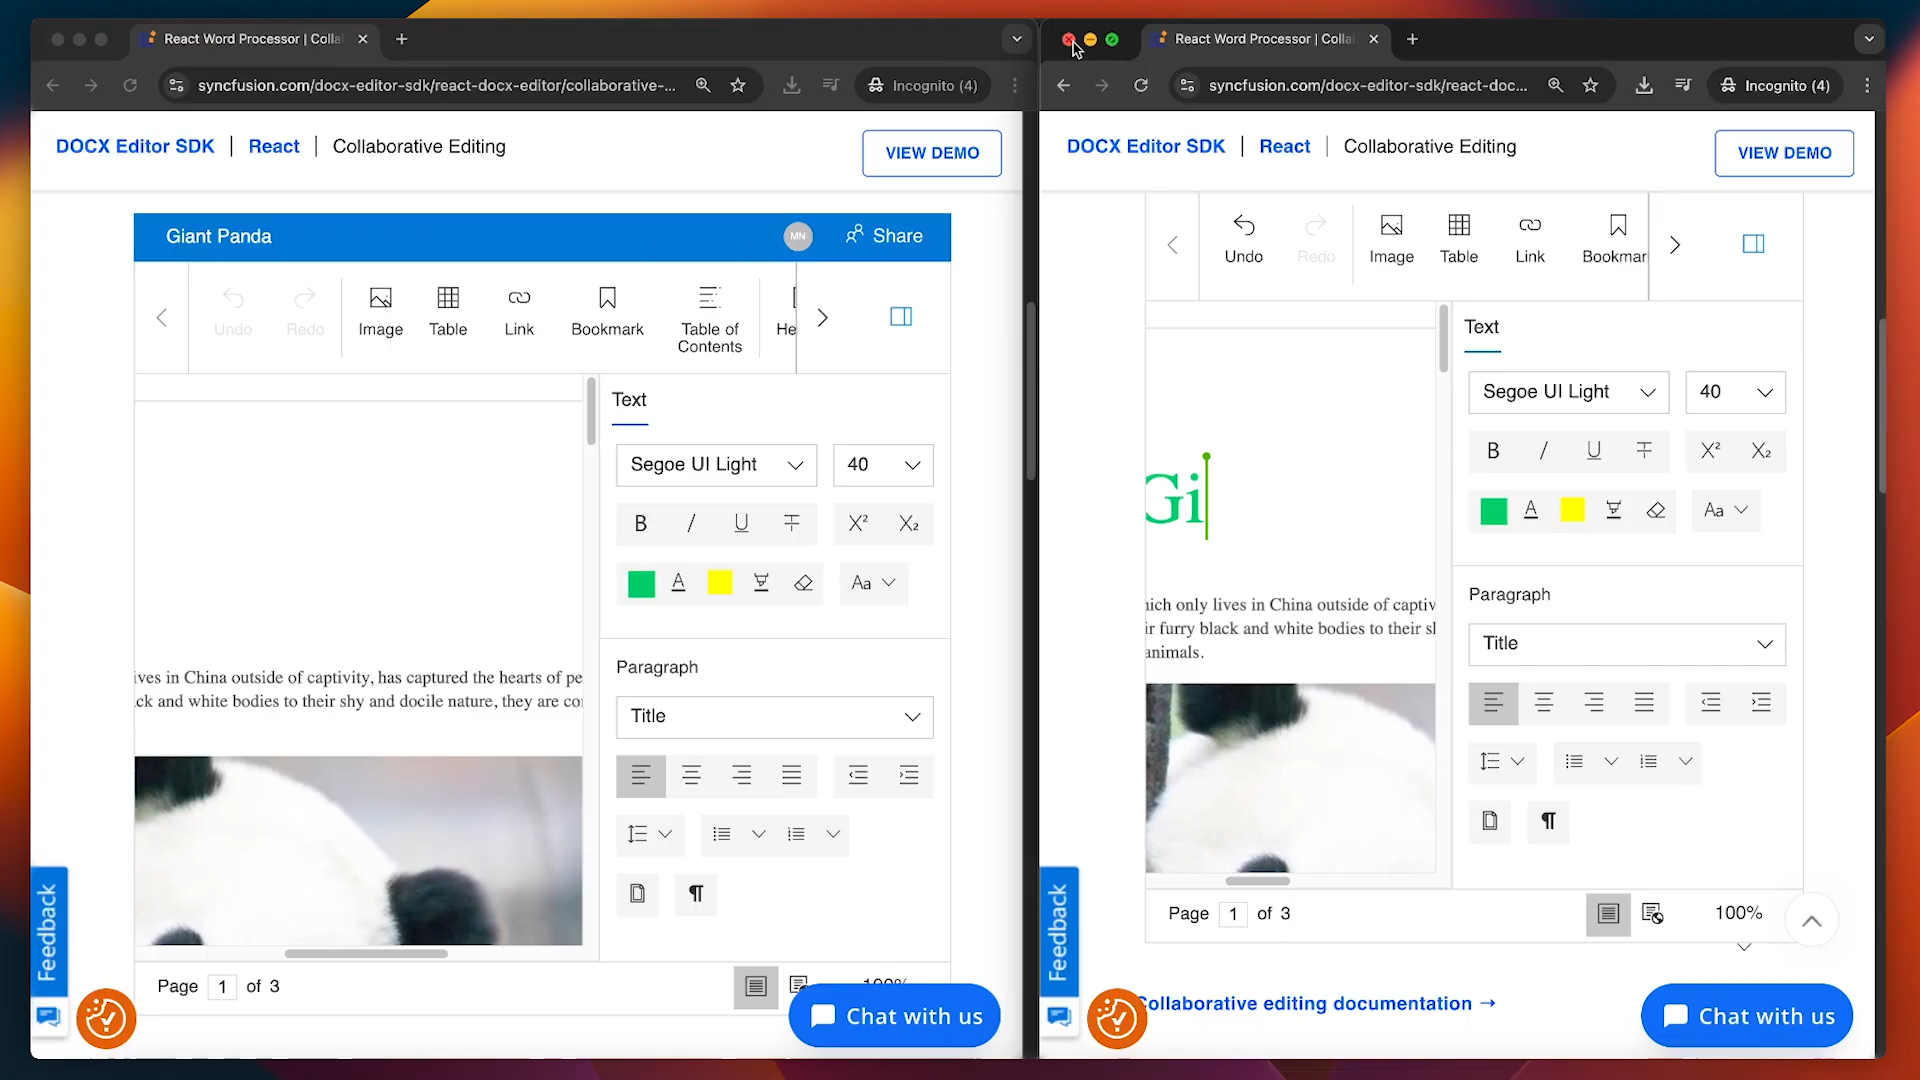 React Word Processor | Colla
syncfusion.com/docx-editor-sdk/react-docx-editor/collaborative-...
Incognito (4)
DOCX Editor SDK | React | Collaborative Editing
VIEW DEMO
Giant Panda
MN
Share
Undo
Redo
Image
Table
Link
Bookmark
Table of
Contents
He
Text
Segoe UI Light
40
B I U T X² X₂
A
Aa
ives in China outside of captivity, has captured the hearts of pe
ck and white bodies to their shy and docile nature, they are co
Paragraph
Title
Page 1 of 3
Feedback
Chat with us
React Word Processor | Colla
syncfusion.com/docx-editor-sdk/react-doc...
Incognito (4)
DOCX Editor SDK | React | Collaborative Editing
VIEW DEMO
Undo
Redo
Image
Table
Link
Bookmar
Text
Segoe UI Light
40
B I U T X² X₂
A
Aa
Gi
ich only lives in China outside of captiv
ir furry black and white bodies to their s
animals.
Paragraph
Title
Page 1 of 3
100%
Feedback
Collaborative editing documentation →
Chat with us